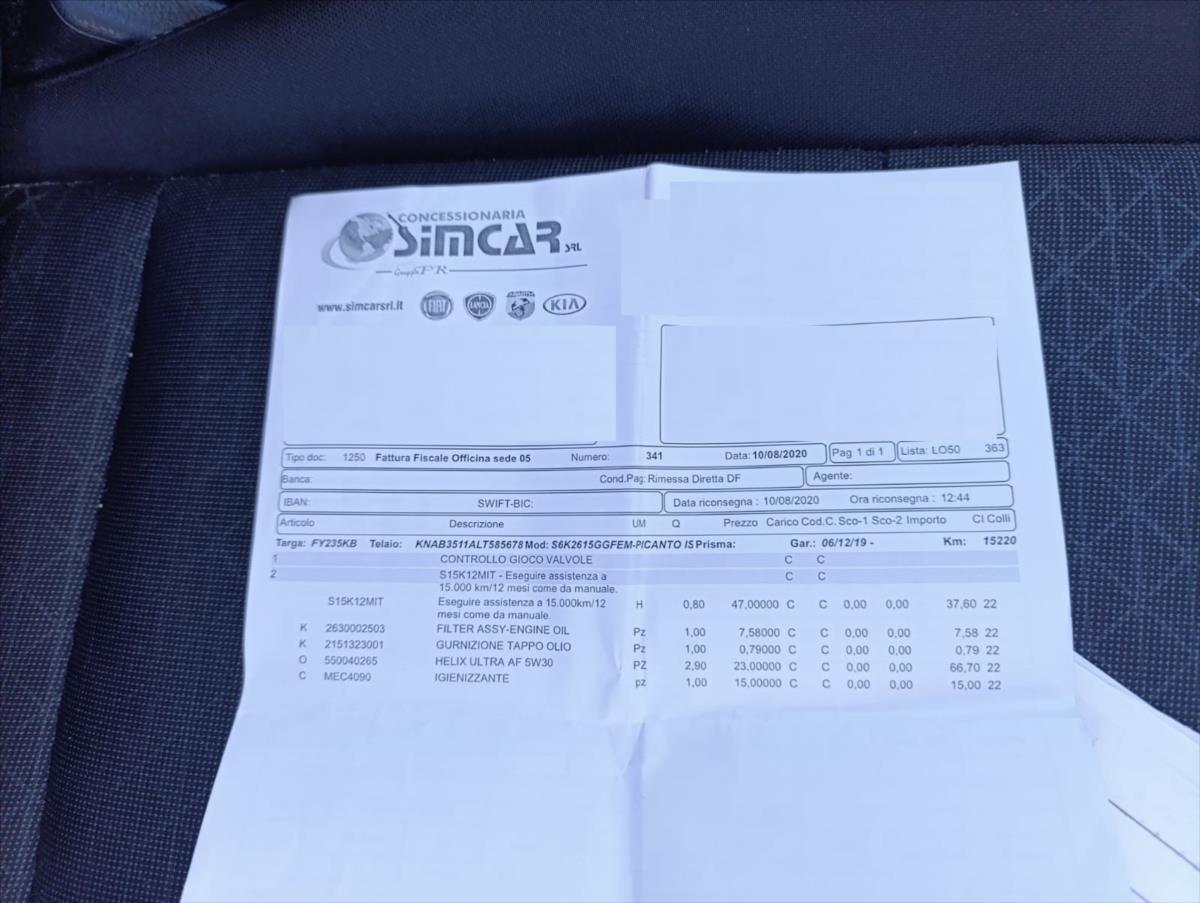 CONCESSIONARIA
SIMCAR SRL
Gruppo PR
www.simcarsrl.it FIAT LANCIA ABARTH KIA
Tipo doc: 1250 Fattura Fiscale Officina sede 05 Numero: 341 Data: 10/08/2020 Pag 1 di 1 Lista: LO50 363
Banca: Cond.Pag: Rimessa Diretta DF Agente:
IBAN: SWIFT-BIC: Data riconsegna : 10/08/2020 Ora riconsegna : 12:44
Articolo Descrizione UM Q Prezzo Carico Cod.C. Sco-1 Sco-2 Importo CI Colli
Targa: FY235KB Telaio: KNAB3511ALT585678 Mod: S6K2615GGFEM-PICANTO IS Prisma: Gar.: 06/12/19 - Km: 15220
1 CONTROLLO GIOCO VALVOLE C C
2 S15K12MIT - Eseguire assistenza a C C
15.000 km/12 mesi come da manuale.
S15K12MIT Eseguire assistenza a 15.000km/12 H 0,80 47,00000 C C 0,00 0,00 37,60 22
mesi come da manuale.
K 2630002503 FILTER ASSY-ENGINE OIL Pz 1,00 7,58000 C C 0,00 0,00 7,58 22
K 2151323001 GURNIZIONE TAPPO OLIO Pz 1,00 0,79000 C C 0,00 0,00 0,79 22
O 550040265 HELIX ULTRA AF 5W30 PZ 2,90 23,00000 C C 0,00 0,00 66,70 22
C MEC4090 IGIENIZZANTE pz 1,00 15,00000 C C 0,00 0,00 15,00 22